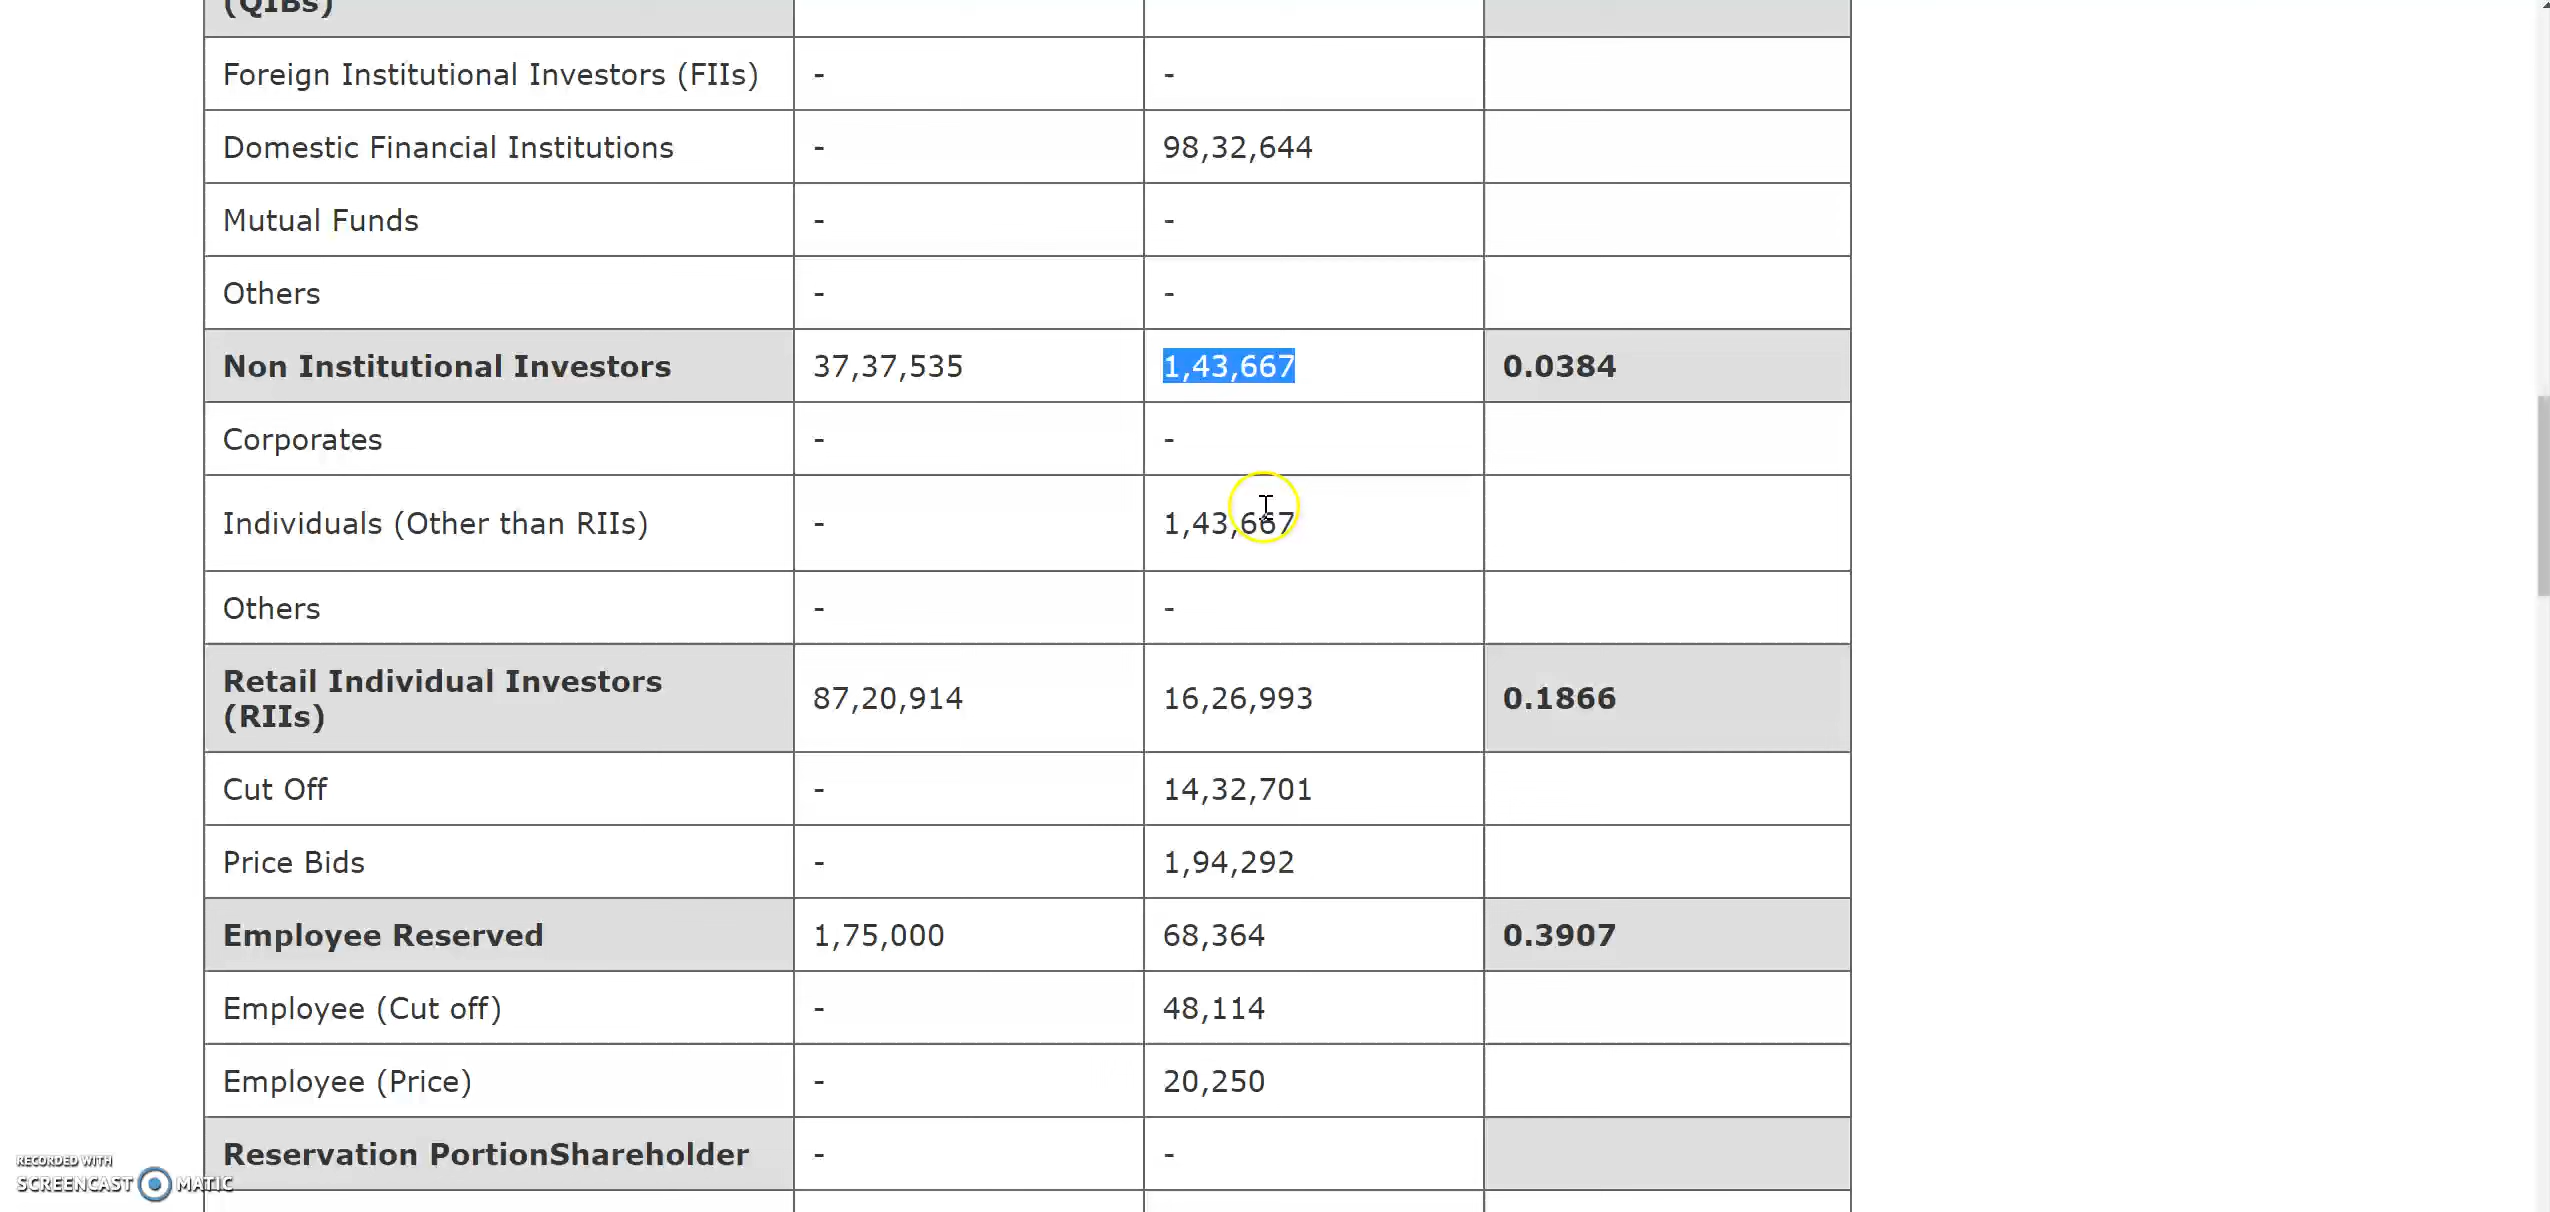 (QIBs)
Foreign Institutional Investors (FIIs) - -
Domestic Financial Institutions - 98,32,644
Mutual Funds - -
Others - -
Non Institutional Investors 37,37,535 1,43,667 0.0384
Corporates - -
Individuals (Other than RIIs) - 1,43,667
Others - -
Retail Individual Investors
(RIIs) 87,20,914 16,26,993 0.1866
Cut Off - 14,32,701
Price Bids - 1,94,292
Employee Reserved 1,75,000 68,364 0.3907
Employee (Cut off) - 48,114
Employee (Price) - 20,250
Reservation PortionShareholder - -
RECORDED WITH
SCREENCAST MATIC